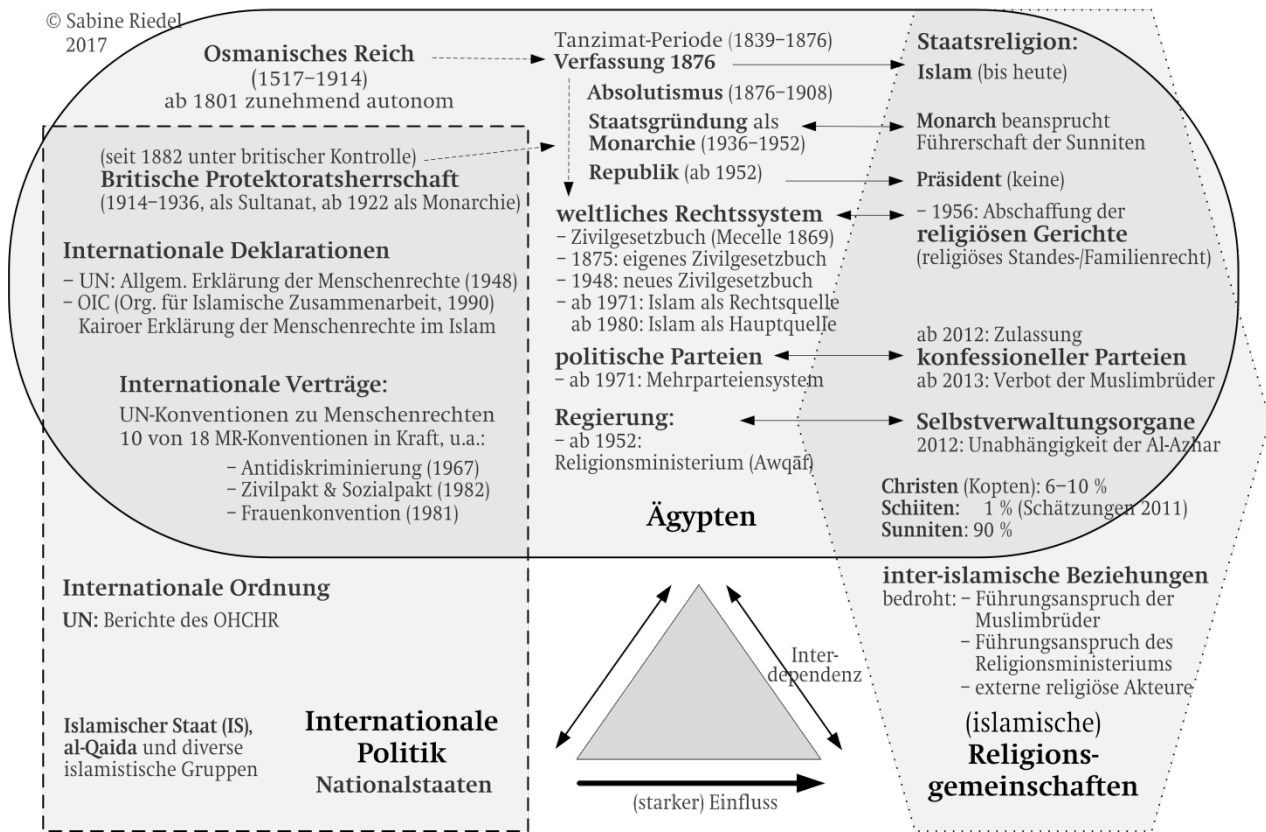 © Sabine Riedel
2017
Osmanisches Reich
(1517–1914)
ab 1801 zunehmend autonom
(seit 1882 unter britischer Kontrolle)
Britische Protektoratsherrschaft
(1914–1936, als Sultanat, ab 1922 als Monarchie)
Internationale Deklarationen
– UN: Allgem. Erklärung der Menschenrechte (1948)
– OIC (Org. für Islamische Zusammenarbeit, 1990)
Kairoer Erklärung der Menschenrechte im Islam
Internationale Verträge:
UN-Konventionen zu Menschenrechten
10 von 18 MR-Konventionen in Kraft, u.a.:
– Antidiskriminierung (1967)
– Zivilpakt & Sozialpakt (1982)
– Frauenkonvention (1981)
Internationale Ordnung
UN: Berichte des OHCHR
Islamischer Staat (IS),
al-Qaida und diverse
islamistische Gruppen
Internationale
Politik
Nationalstaaten
Tanzimat-Periode (1839–1876)
Verfassung 1876
Absolutismus (1876–1908)
Staatsgründung als
Monarchie (1936–1952)
Republik (ab 1952)
weltliches Rechtssystem
– Zivilgesetzbuch (Mecelle 1869)
– 1875: eigenes Zivilgesetzbuch
– 1948: neues Zivilgesetzbuch
– ab 1971: Islam als Rechtsquelle
ab 1980: Islam als Hauptquelle
politische Parteien
– ab 1971: Mehrparteiensystem
Regierung:
– ab 1952:
Religionsministerium (Awqāf)
Ägypten
Inter-
dependenz
(starker) Einfluss
Staatsreligion:
Islam (bis heute)
Monarch beansprucht
Führerschaft der Sunniten
Präsident (keine)
– 1956: Abschaffung der
religiösen Gerichte
(religiöses Standes-/Familienrecht)
ab 2012: Zulassung
konfessioneller Parteien
ab 2013: Verbot der Muslimbrüder
Selbstverwaltungsorgane
2012: Unabhängigkeit der Al-Azhar
Christen (Kopten): 6–10 %
Schiiten: 1 % (Schätzungen 2011)
Sunniten: 90 %
inter-islamische Beziehungen
bedroht: – Führungsanspruch der
Muslimbrüder
– Führungsanspruch des
Religionsministeriums
– externe religiöse Akteure
(islamische)
Religions-
gemeinschaften